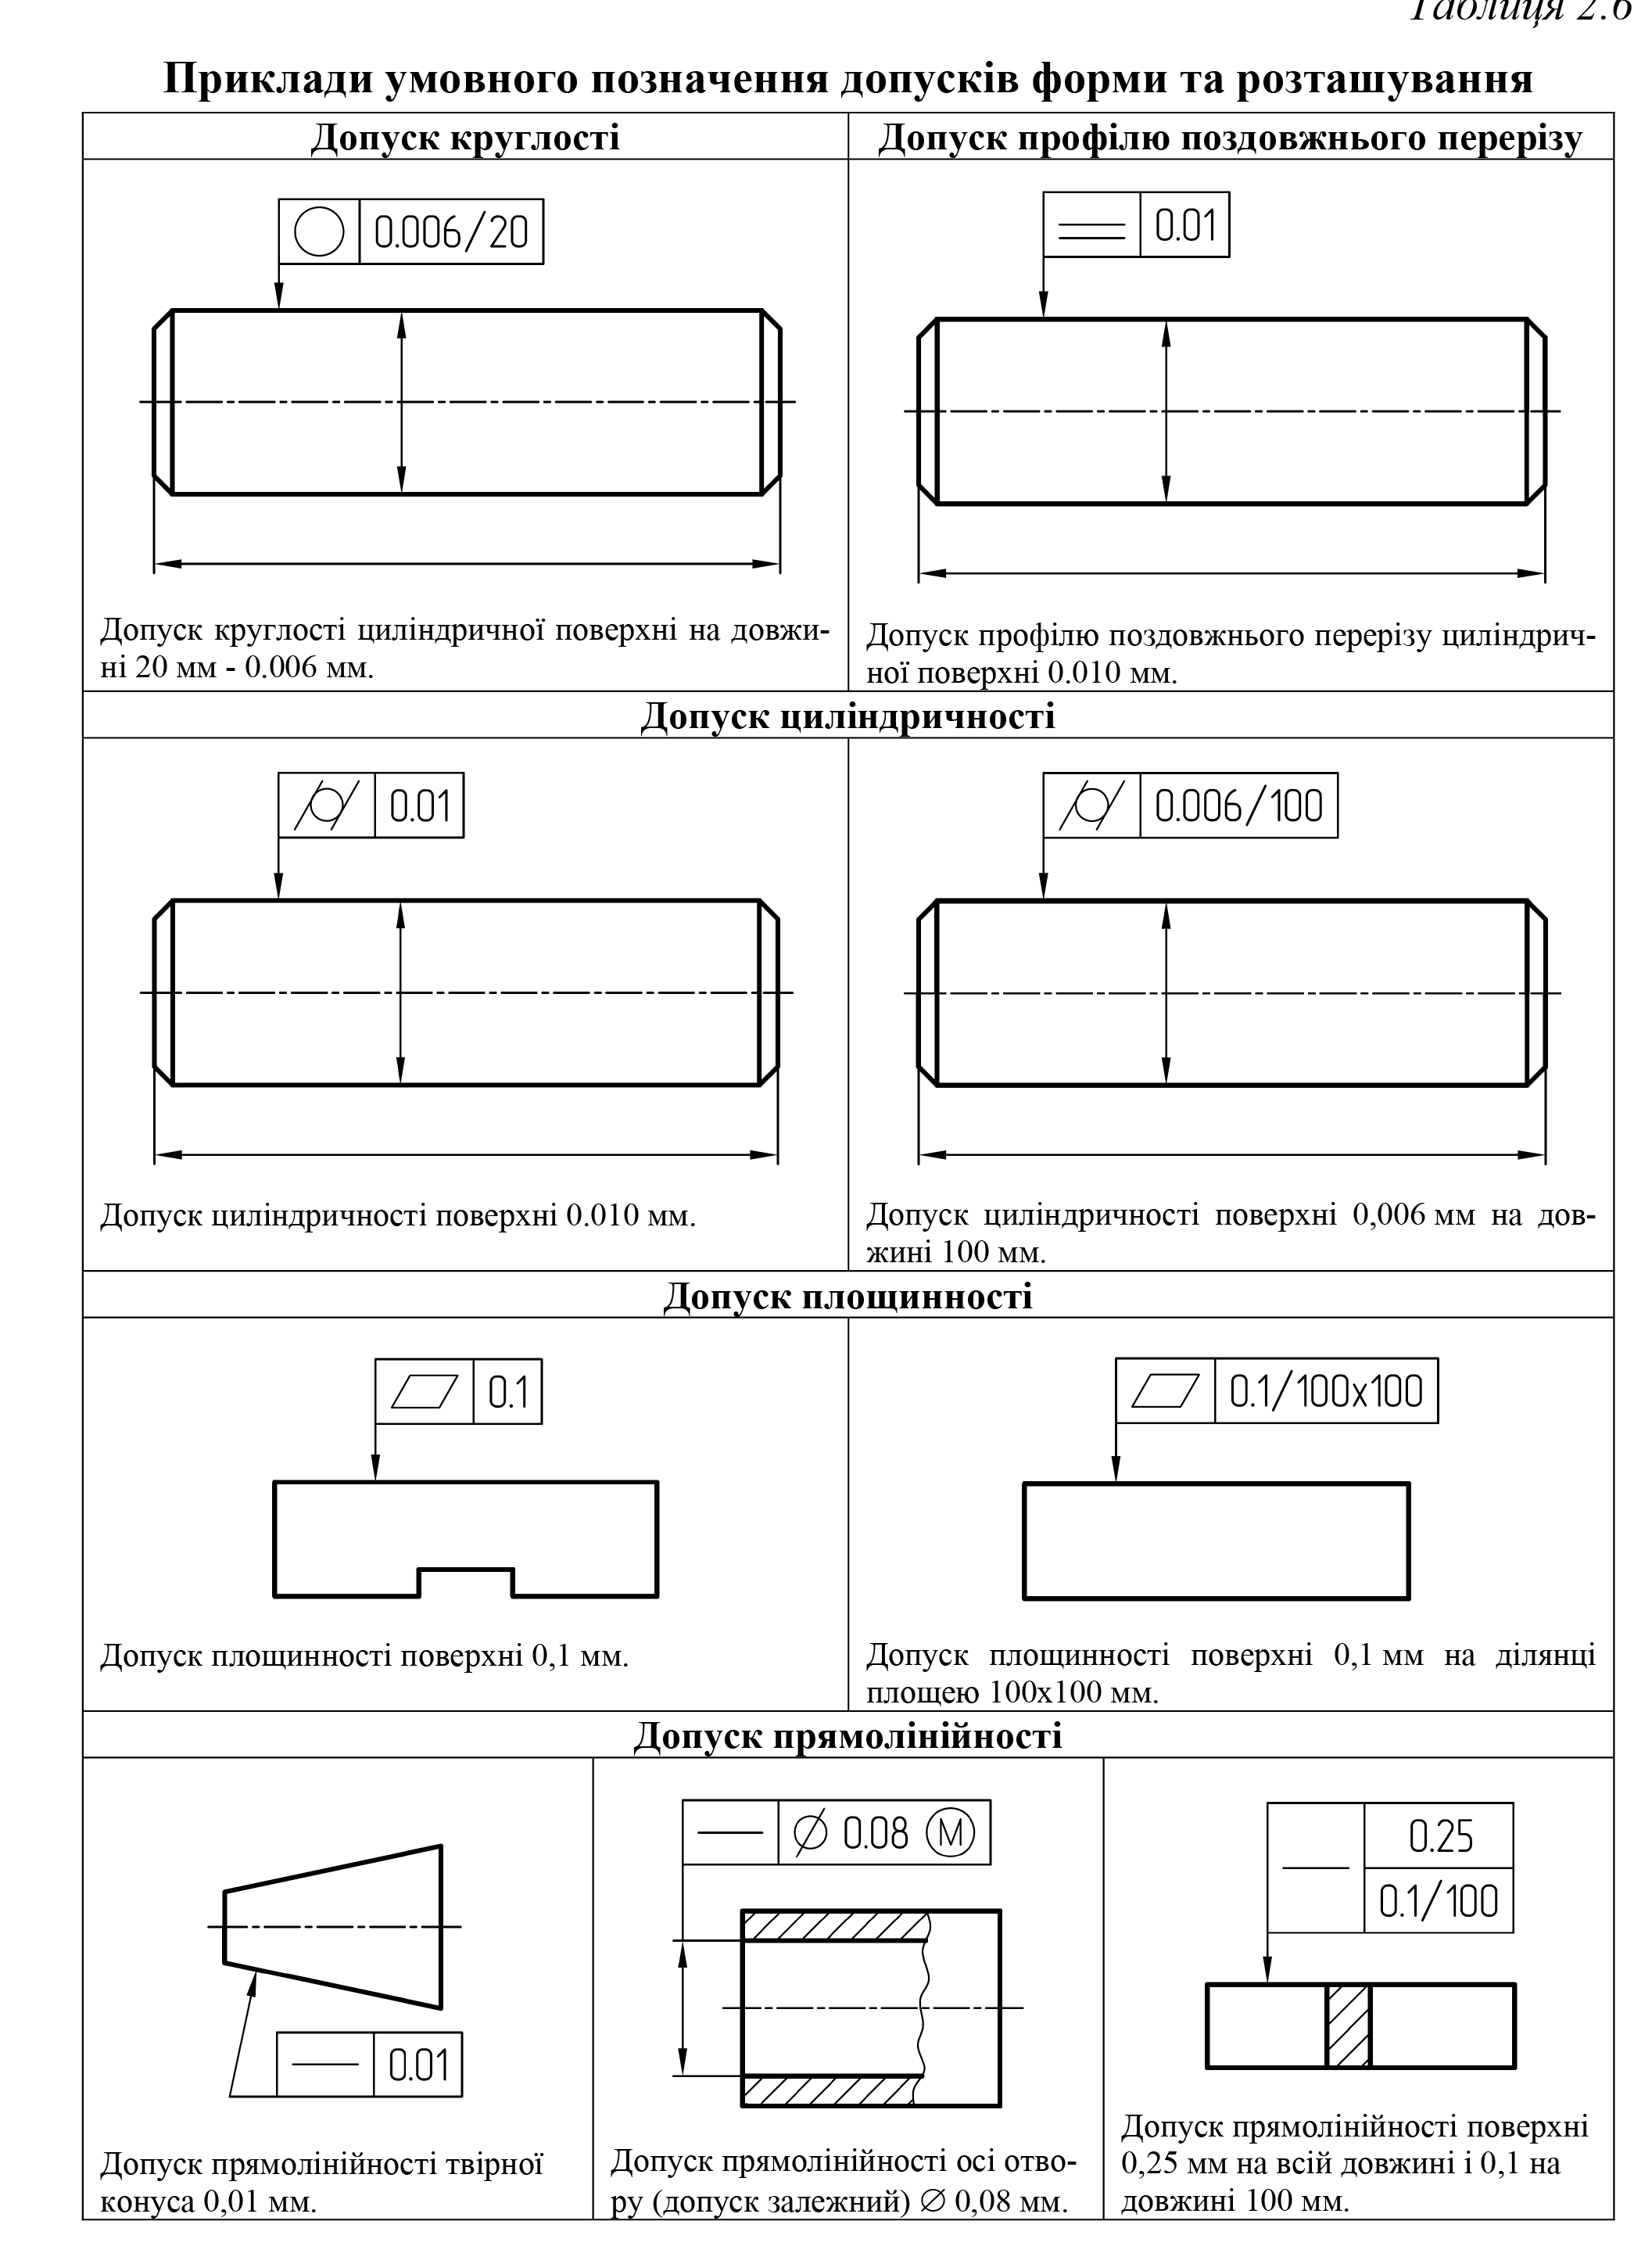 Таблиця 2.6
Приклади умовного позначення допусків форми та розташування
Допуск круглості
Допуск профілю поздовжнього перерізу
0.006/20
0.01
Допуск круглості циліндричної поверхні на довжи-
ні 20 мм - 0.006 мм.
Допуск профілю поздовжнього перерізу циліндрич-
ної поверхні 0.010 мм.
Допуск циліндричності
0.01
0.006/100
Допуск циліндричності поверхні 0.010 мм.
Допуск циліндричності поверхні 0,006 мм на дов-
жині 100 мм.
Допуск площинності
0.1
0.1/100x100
Допуск площинності поверхні 0,1 мм.
Допуск площинності поверхні 0,1 мм на ділянці
площею 100х100 мм.
Допуск прямолінійності
0.01
Допуск прямолінійності твірної
конуса 0,01 мм.
∅ 0.08 Ⓜ
Допуск прямолінійності осі отво-
ру (допуск залежний) ∅ 0,08 мм.
0.25
0.1/100
Допуск прямолінійності поверхні
0,25 мм на всій довжині і 0,1 на
довжині 100 мм.